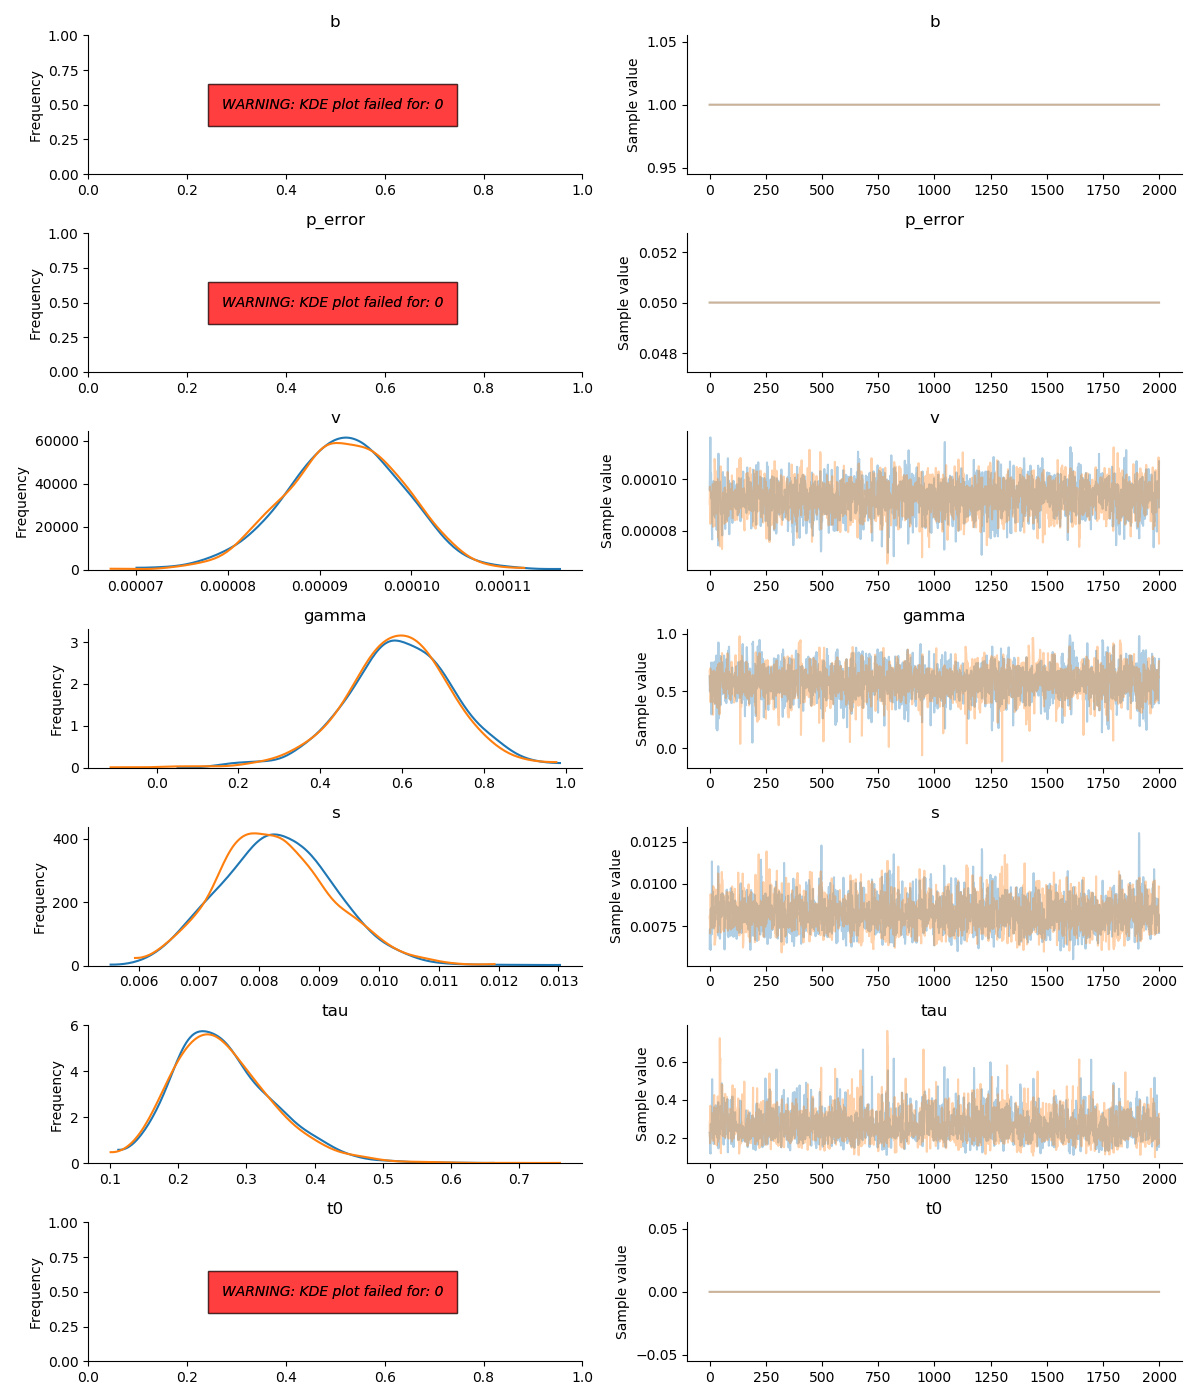 b
1.00
0.75
0.50
0.25
0.00
Frequency
WARNING: KDE plot failed for: 0
0.0 0.2 0.4 0.6 0.8 1.0
b
1.05
1.00
0.95
Sample value
0 250 500 750 1000 1250 1500 1750 2000
p_error
1.00
0.75
0.50
0.25
0.00
Frequency
WARNING: KDE plot failed for: 0
0.0 0.2 0.4 0.6 0.8 1.0
p_error
0.052
0.050
0.048
Sample value
0 250 500 750 1000 1250 1500 1750 2000
v
60000
40000
20000
0
Frequency
0.00007 0.00008 0.00009 0.00010 0.00011
v
0.00010
0.00008
Sample value
0 250 500 750 1000 1250 1500 1750 2000
gamma
3
2
1
0
Frequency
0.0 0.2 0.4 0.6 0.8 1.0
gamma
1.0
0.5
0.0
Sample value
0 250 500 750 1000 1250 1500 1750 2000
s
400
200
0
Frequency
0.006 0.007 0.008 0.009 0.010 0.011 0.012 0.013
s
0.0125
0.0100
0.0075
Sample value
0 250 500 750 1000 1250 1500 1750 2000
tau
6
4
2
0
Frequency
0.1 0.2 0.3 0.4 0.5 0.6 0.7
tau
0.6
0.4
0.2
Sample value
0 250 500 750 1000 1250 1500 1750 2000
t0
1.00
0.75
0.50
0.25
0.00
Frequency
WARNING: KDE plot failed for: 0
0.0 0.2 0.4 0.6 0.8 1.0
t0
0.05
0.00
−0.05
Sample value
0 250 500 750 1000 1250 1500 1750 2000